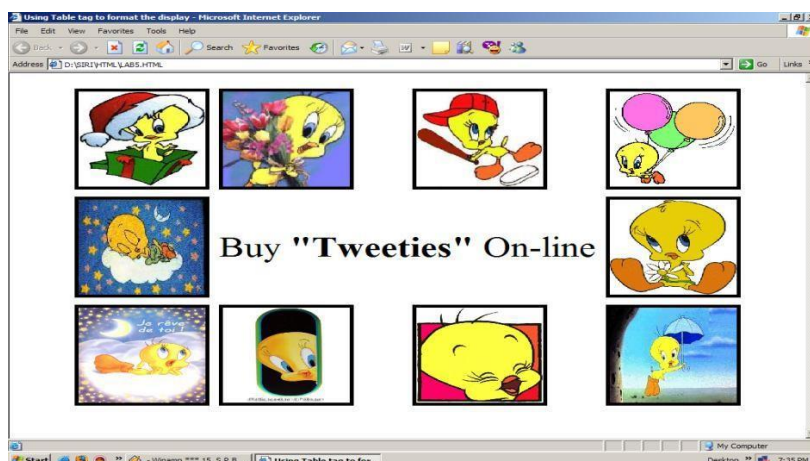 Using Table tag to format the display - Microsoft Internet Explorer
File Edit View Favorites Tools Help
Back Search Favorites
Address D:\SIRI\HTML\LAB5.HTML Go Links
Buy "Tweeties" On-line
Je rêve
de toi !
My Computer
Start Winamp *** 15. S P B Using Table tag to for... Desktop 7:35 PM